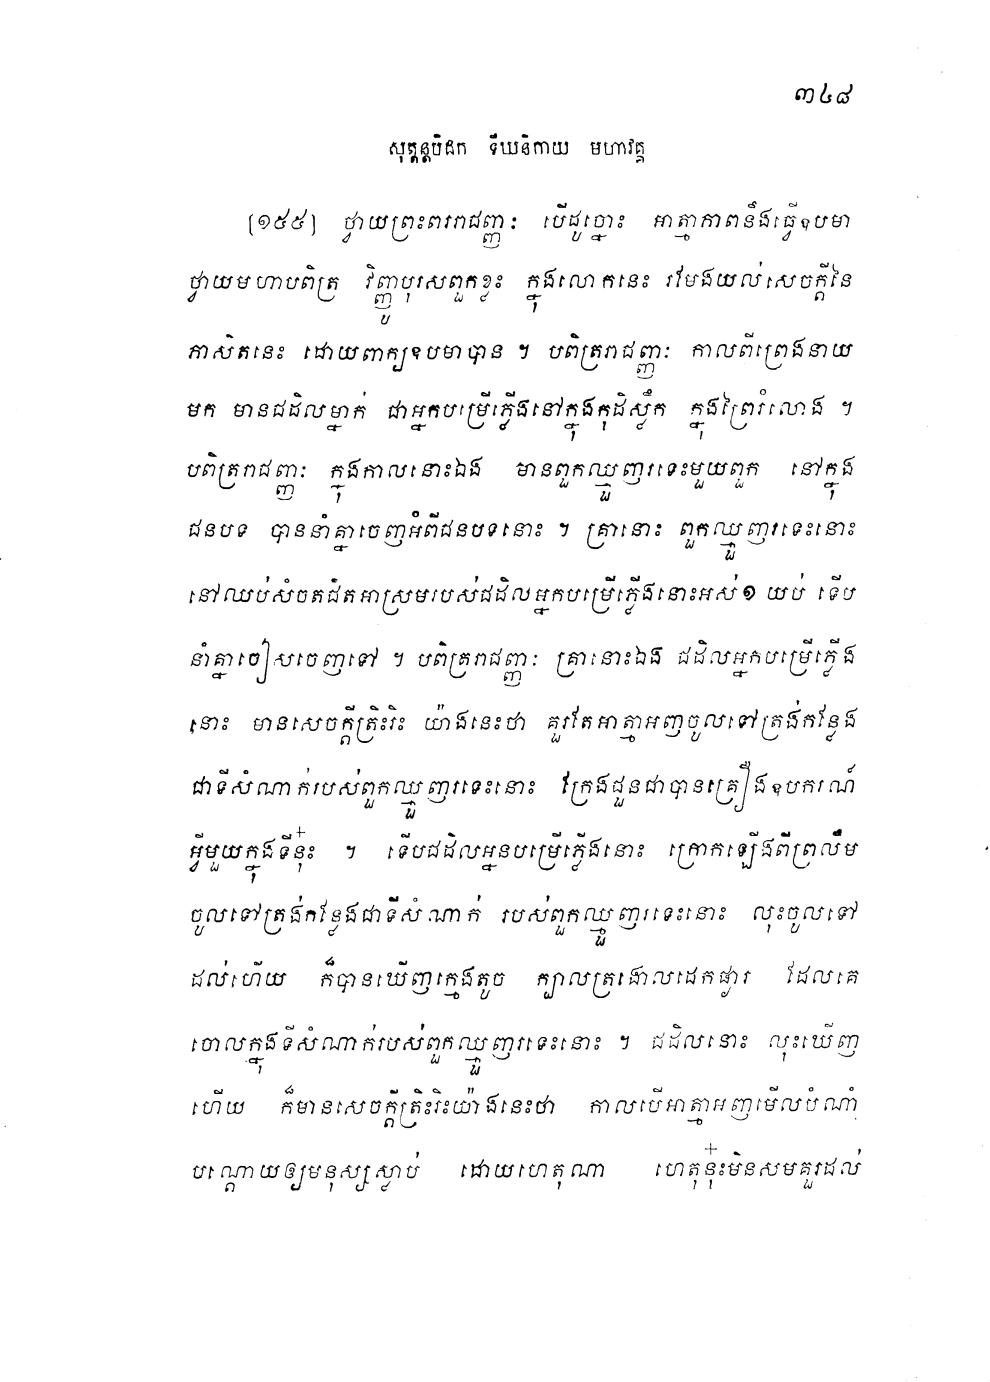 ៣៤៨
សុត្តន្តបិដក ទីឃនិកាយ មហាវគ្គ
[១៥៥] ថ្វាយព្រះពររាជញ្ញៈ បើដូច្នោះ អាត្មាភាពនឹងធ្វើឧបមា
ថ្វាយមហាបពិត្រ វិញ្ញូបុរសពួកខ្លះ ក្នុងលោកនេះ រមែងយល់សេចក្តីនៃ
ភាសិតនេះ ដោយពាក្យឧបមាបាន ។ បពិត្ររាជញ្ញៈ កាលពីព្រេងនាយ
មក មានជដិលម្នាក់ ជាអ្នកបម្រើភ្លើងនៅក្នុងកុដិស្លឹក ក្នុងព្រៃរំលោង ។
បពិត្ររាជញ្ញៈ ក្នុងកាលនោះឯង មានពួកឈ្មួញរទេះមួយពួក នៅក្នុង
ជនបទ បាននាំគ្នាចេញអំពីជនបទនោះ ។ គ្រានោះ ពួកឈ្មួញរទេះនោះ
នៅឈប់សំចតជិតអាស្រមរបស់ជដិលអ្នកបម្រើភ្លើងនោះអស់១ យប់ ទើប
នាំគ្នាចៀសចេញទៅ ។ បពិត្ររាជញ្ញៈ គ្រានោះឯង ជដិលអ្នកបម្រើភ្លើង
នោះ មានសេចក្តីត្រិះរិះ យ៉ាងនេះថា គួរតែអាត្មាអញចូលទៅត្រង់កន្លែង
ជាទីសំណាក់របស់ពួកឈ្មួញរទេះនោះ ក្រែងជួនជាបានគ្រឿងឧបករណ៍
អ្វីមួយក្នុងទីនុ៎ះ ។ ទើបជដិលអ្ននបម្រើភ្លើងនោះ ក្រោកឡើងពីព្រលឹម
ចូលទៅត្រង់កន្លែងជាទីសំណាក់ របស់ពួកឈ្មួញរទេះនោះ លុះចូលទៅ
ដល់ហើយ ក៏បានឃើញក្មេងតូច ក្បាលត្រងោលដេកផ្ងារ ដែលគេ
ចោលក្នុងទីសំណាក់របស់ពួកឈ្មួញរទេះនោះ ។ ជដិលនោះ លុះឃើញ
ហើយ ក៏មានសេចក្តីត្រិះរិះយ៉ាងនេះថា កាលបើអាត្មាអញមើលបំណាំ
បណ្តោយឲ្យមនុស្សស្លាប់ ដោយហេតុណា ហេតុនុ៎ះមិនសមគួរដល់